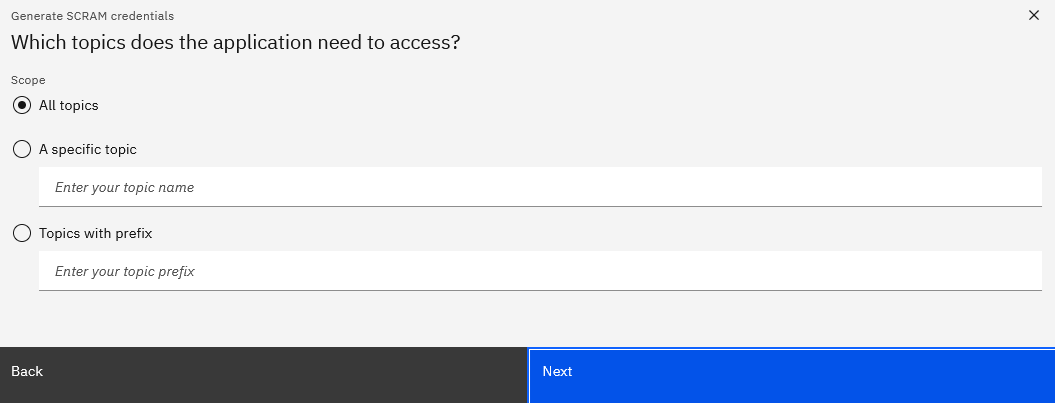 Generate SCRAM credentials
Which topics does the application need to access?
Scope
All topics
A specific topic
Enter your topic name
Topics with prefix
Enter your topic prefix
Back
Next